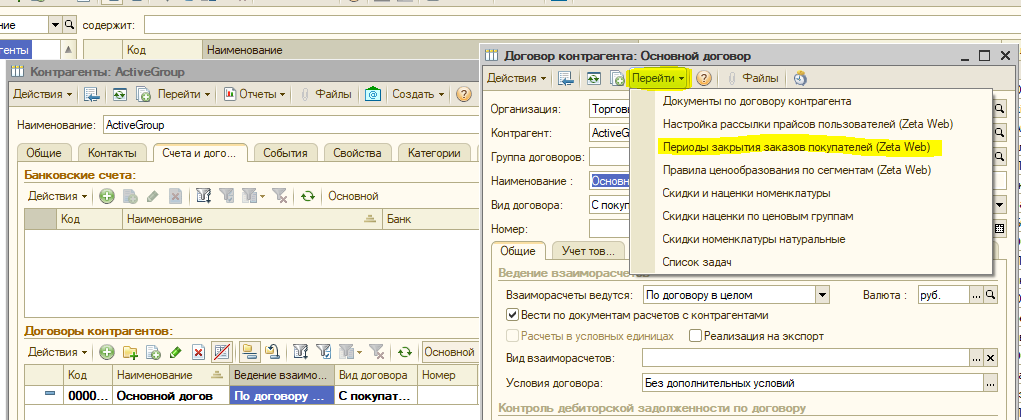 ние содержит:
генты Код Наименование
Контрагенты: ActiveGroup
Действия Перейти Отчеты Файлы Создать
Наименование: ActiveGroup
Общие Контакты Счета и дого... События Свойства Категории
Банковские счета:
Действия Основной
Код Наименование Банк
Договоры контрагентов:
Действия Основной
Код Наименование Ведение взаимо... Вид договора Номер
0000... Основной догов По договору ... С покупат...
Договор контрагента: Основной договор
Действия Перейти Файлы
Организация: Торгов
Контрагент: ActiveG
Группа договоров:
Наименование : Основн
Вид договора: С покуп
Номер:
Документы по договору контрагента
Настройка рассылки прайсов пользователей (Zeta Web)
Периоды закрытия заказов покупателей (Zeta Web)
Правила ценообразования по сегментам (Zeta Web)
Скидки и наценки номенклатуры
Скидки наценки по ценовым группам
Скидки номенклатуры натуральные
Список задач
Общие Учет тов...
Ведение взаиморасчетов
Взаиморасчеты ведутся: По договору в целом Валюта : руб.
Вести по документам расчетов с контрагентами
Расчеты в условных единицах Реализация на экспорт
Вид взаиморасчетов:
Условия договора: Без дополнительных условий
Контроль дебиторской задолженности по договору